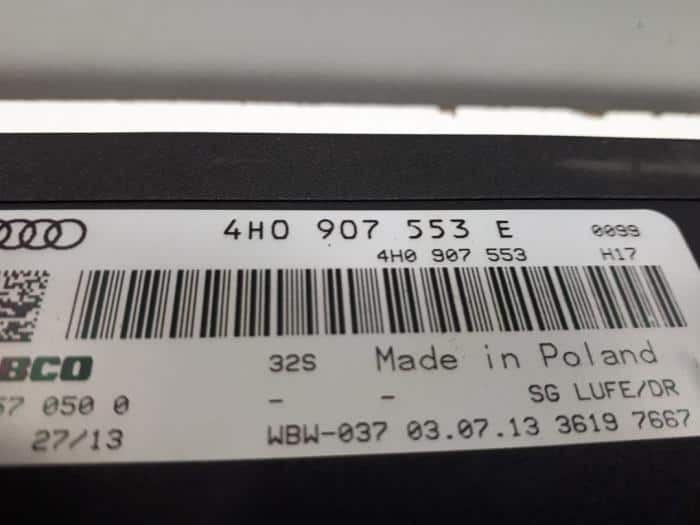 4H0 907 553 E 0099
4H0 907 553 H17
BCO 32S Made in Poland
67 050 0 - - SG LUFE/DR
27/13 WBW-037 03.07.13 3619 7667